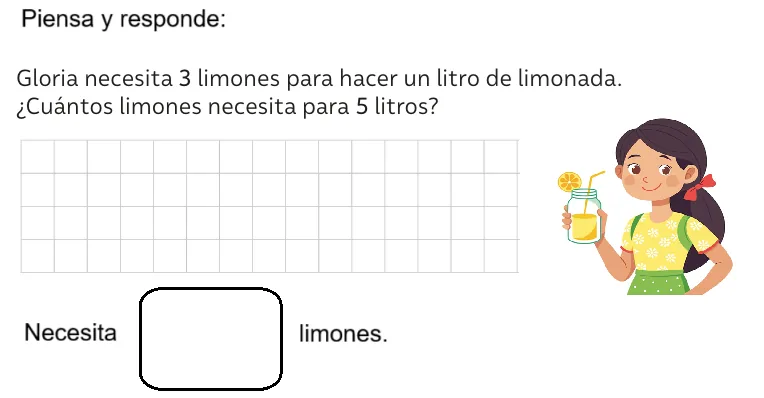 Piensa y responde:
Gloria necesita 3 limones para hacer un litro de limonada.
¿Cuántos limones necesita para 5 litros?
Necesita limones.